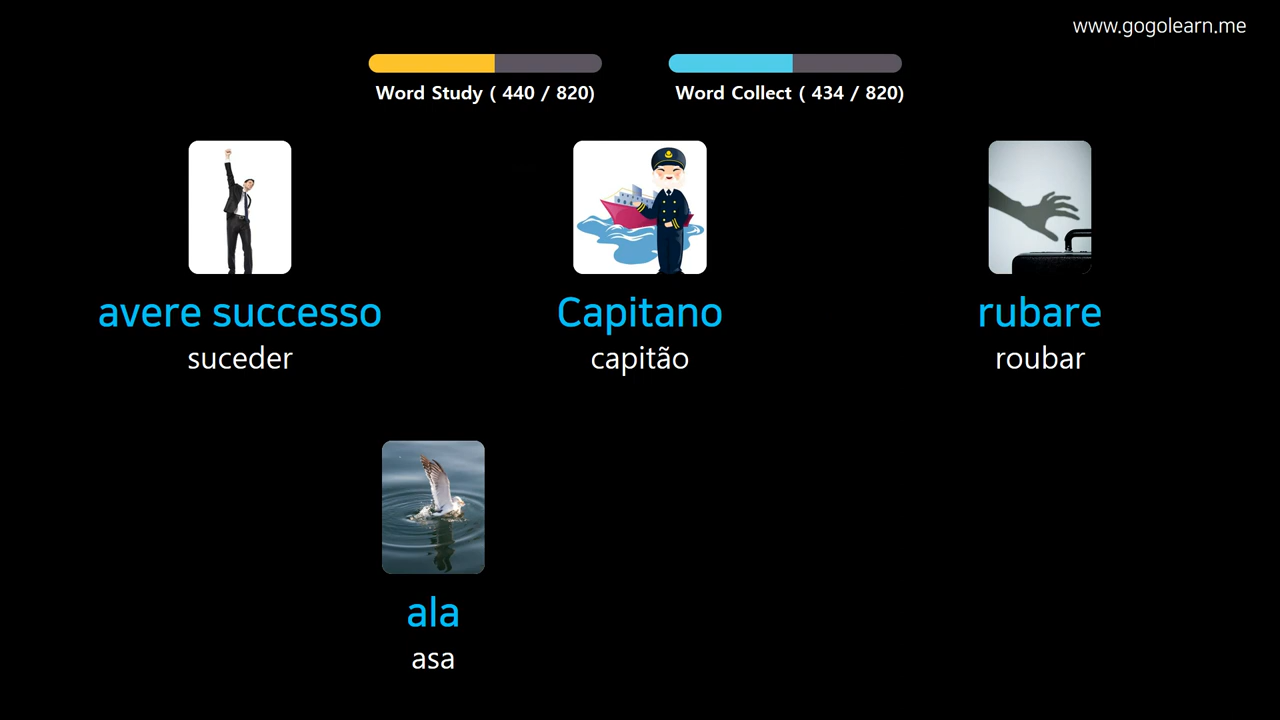 www.gogolearn.me
Word Study ( 440 / 820)
Word Collect ( 434 / 820)
avere successo
suceder
Capitano
capitão
rubare
roubar
ala
asa